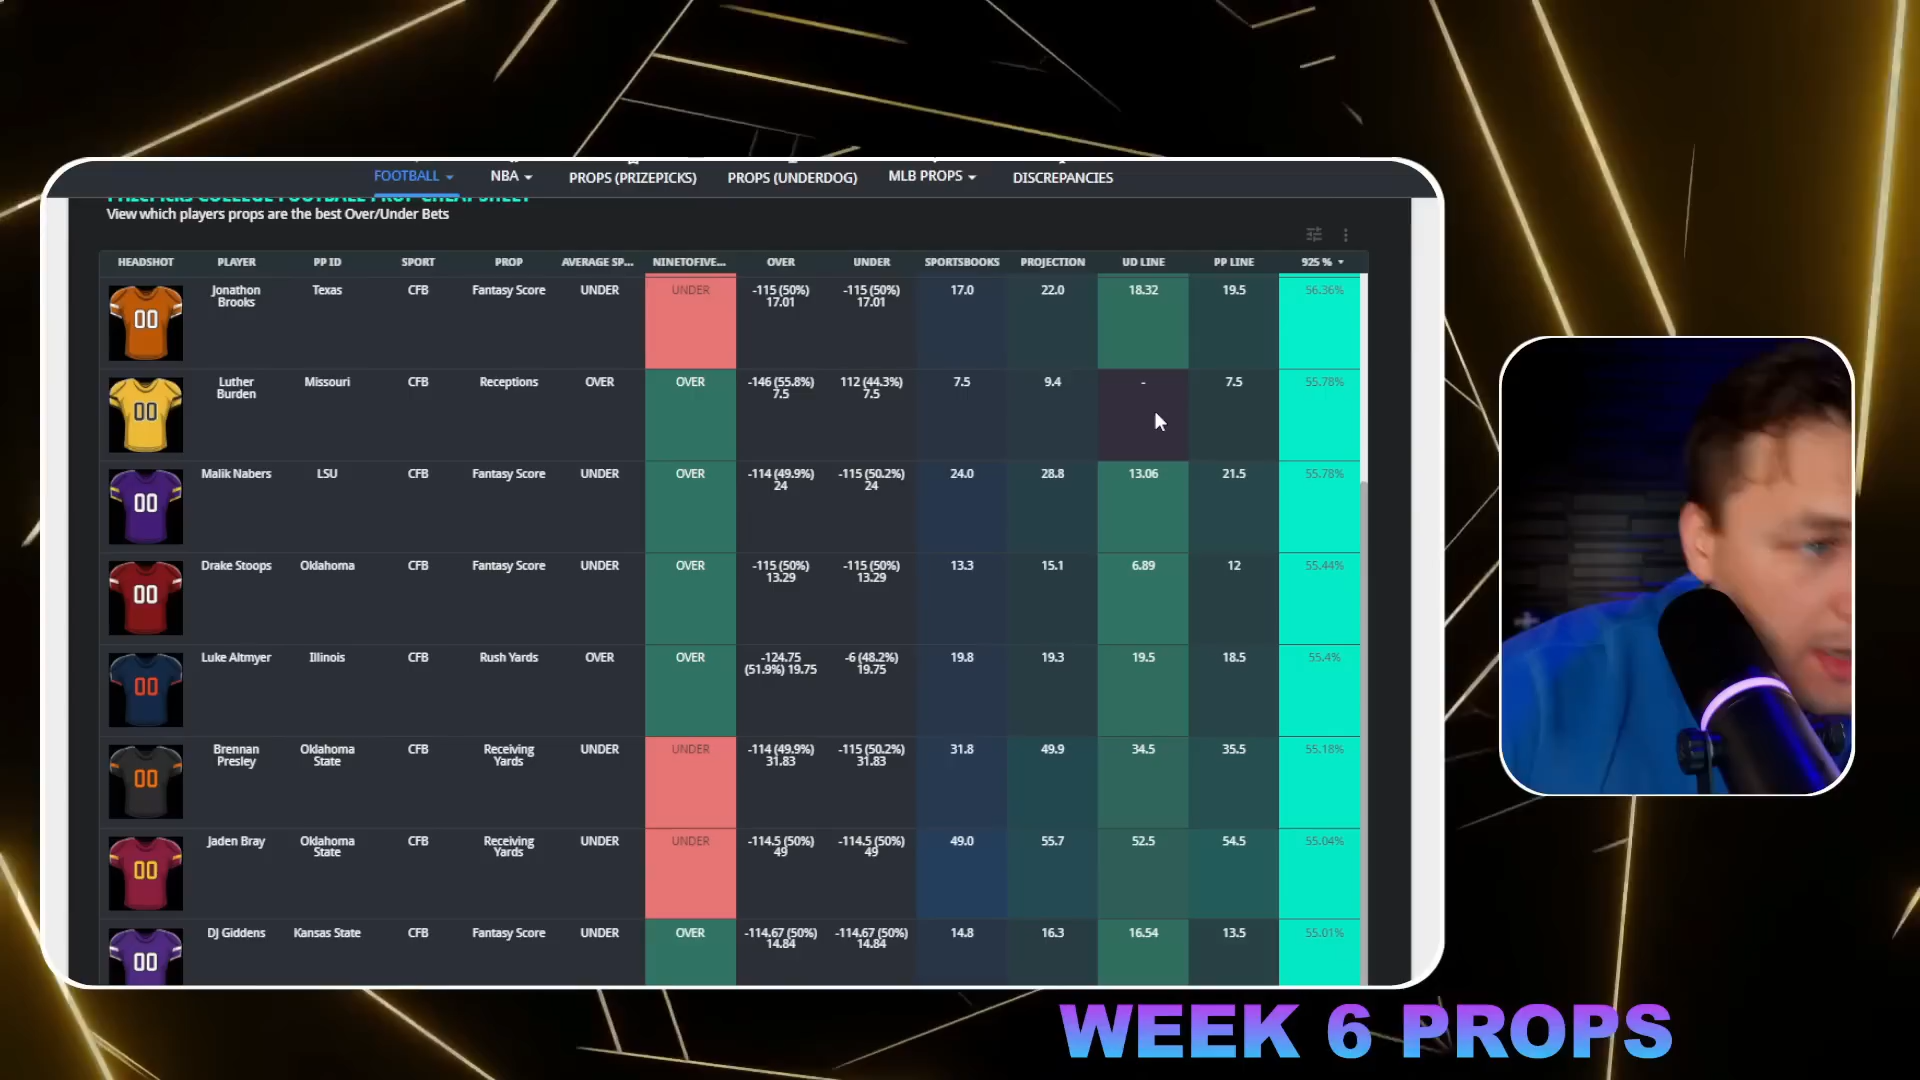 FOOTBALL NBA PROPS (PRIZEPICKS) PROPS (UNDERDOG) MLB PROPS DISCREPANCIES
PRIZEPICKS COLLEGE FOOTBALL PROP CHEAPSHEET
View which players props are the best Over/Under Bets
HEADSHOT PLAYER PP ID SPORT PROP AVERAGE SP... NINETOFIVE... OVER UNDER SPORTSBOOKS PROJECTION UD LINE PP LINE 925 %
00 Jonathon Texas CFB Fantasy Score UNDER UNDER -115 (50%) -115 (50%) 17.0 22.0 18.32 19.5 56.36%
Brooks 17.01 17.01
00 Luther Missouri CFB Receptions OVER OVER -146 (55.8%) 112 (44.3%) 7.5 9.4 - 7.5 55.78%
Burden 7.5 7.5
00 Malik Nabers LSU CFB Fantasy Score UNDER OVER -114 (49.9%) -115 (50.2%) 24.0 28.8 13.06 21.5 55.78%
24 24
00 Drake Stoops Oklahoma CFB Fantasy Score UNDER OVER -115 (50%) -115 (50%) 13.3 15.1 6.89 12 55.44%
13.29 13.29
00 Luke Altmyer Illinois CFB Rush Yards OVER OVER -124.75 -6 (48.2%) 19.8 19.3 19.5 18.5 55.4%
(51.9%) 19.75 19.75
00 Brennan Oklahoma CFB Receiving UNDER UNDER -114 (49.9%) -115 (50.2%) 31.8 49.9 34.5 35.5 55.18%
Presley State Yards 31.83 31.83
00 Jaden Bray Oklahoma CFB Receiving UNDER UNDER -114.5 (50%) -114.5 (50%) 49.0 55.7 52.5 54.5 55.04%
State Yards 49 49
00 DJ Giddens Kansas State CFB Fantasy Score UNDER OVER -114.67 (50%) -114.67 (50%) 14.8 16.3 16.54 13.5 55.01%
14.84 14.84
WEEK 6 PROPS